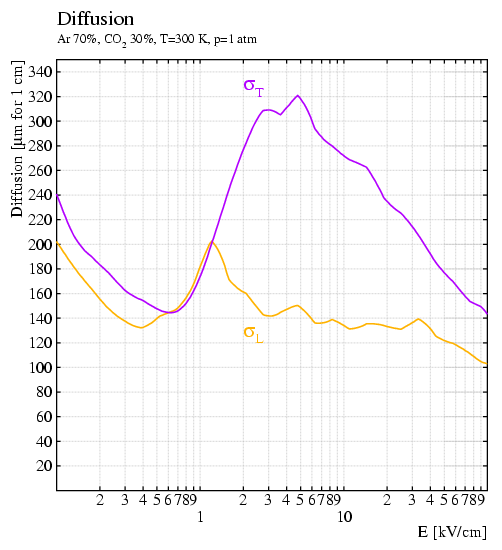 Diffusion
Ar 70%, CO2 30%, T=300 K, p=1 atm
Diffusion [μm for 1 cm]
340
320
300
280
260
240
220
200
180
160
140
120
100
80
60
40
20
σT
σL
2 3 4 5 6 7 8 9 2 3 4 5 6 7 8 9 2 3 4 5 6 7 8 9
1 10
E [kV/cm]